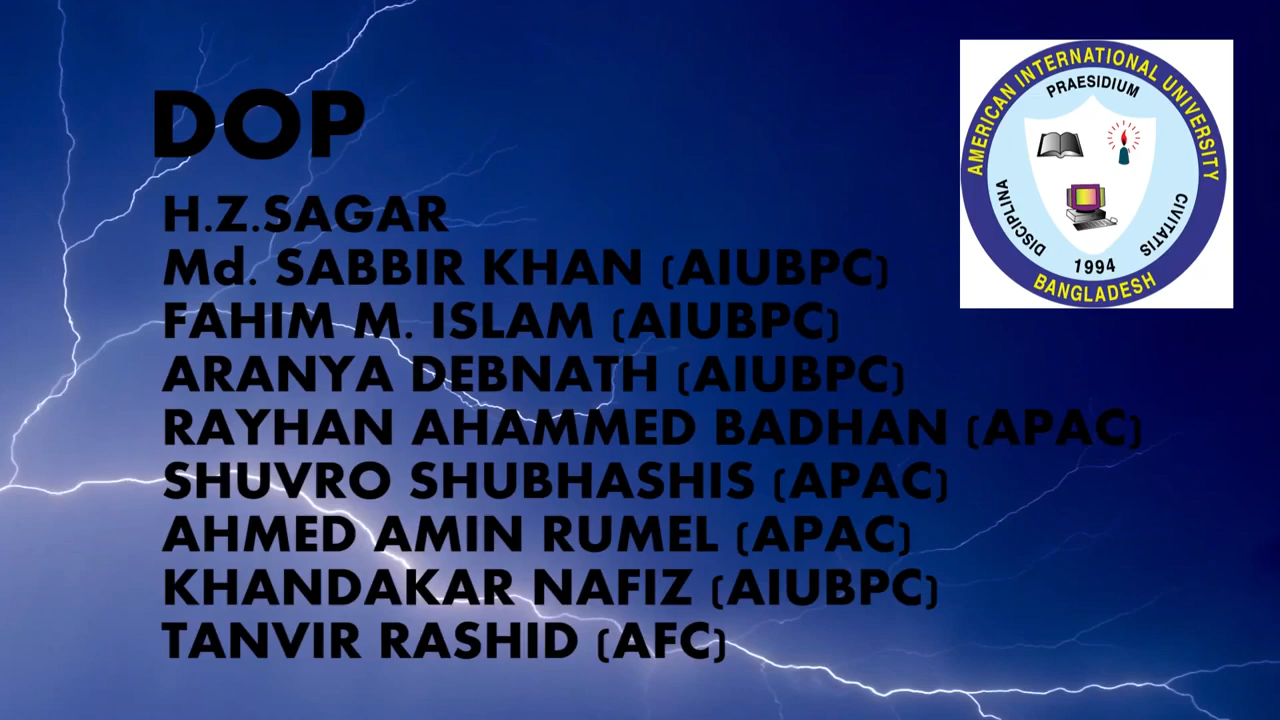 DOP
H.Z.SAGAR
Md. SABBIR KHAN (AIUBPC)
FAHIM M. ISLAM (AIUBPC)
ARANYA DEBNATH (AIUBPC)
RAYHAN AHAMMED BADHAN (APAC)
SHUVRO SHUBHASHIS (APAC)
AHMED AMIN RUMEL (APAC)
KHANDAKAR NAFIZ (AIUBPC)
TANVIR RASHID (AFC)
AMERICAN INTERNATIONAL UNIVERSITY
PRAESIDIUM
DISCIPLINA
CIVITATIS
1994
BANGLADESH